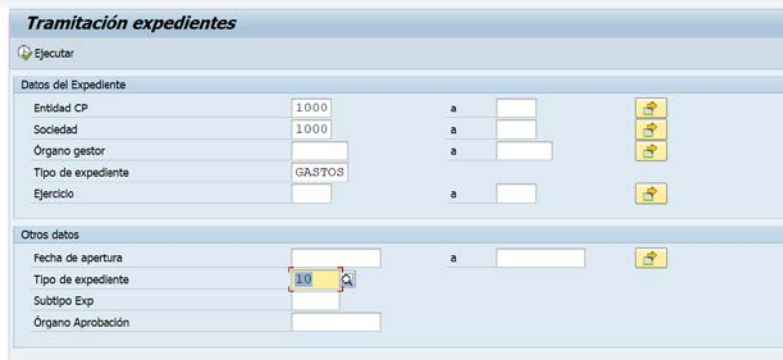 Tramitación expedientes
Ejecutar
Datos del Expediente
Entidad CP 1000 a
Sociedad 1000 a
Órgano gestor a
Tipo de expediente GASTOS
Ejercicio a
Otros datos
Fecha de apertura a
Tipo de expediente 10
Subtipo Exp
Órgano Aprobación